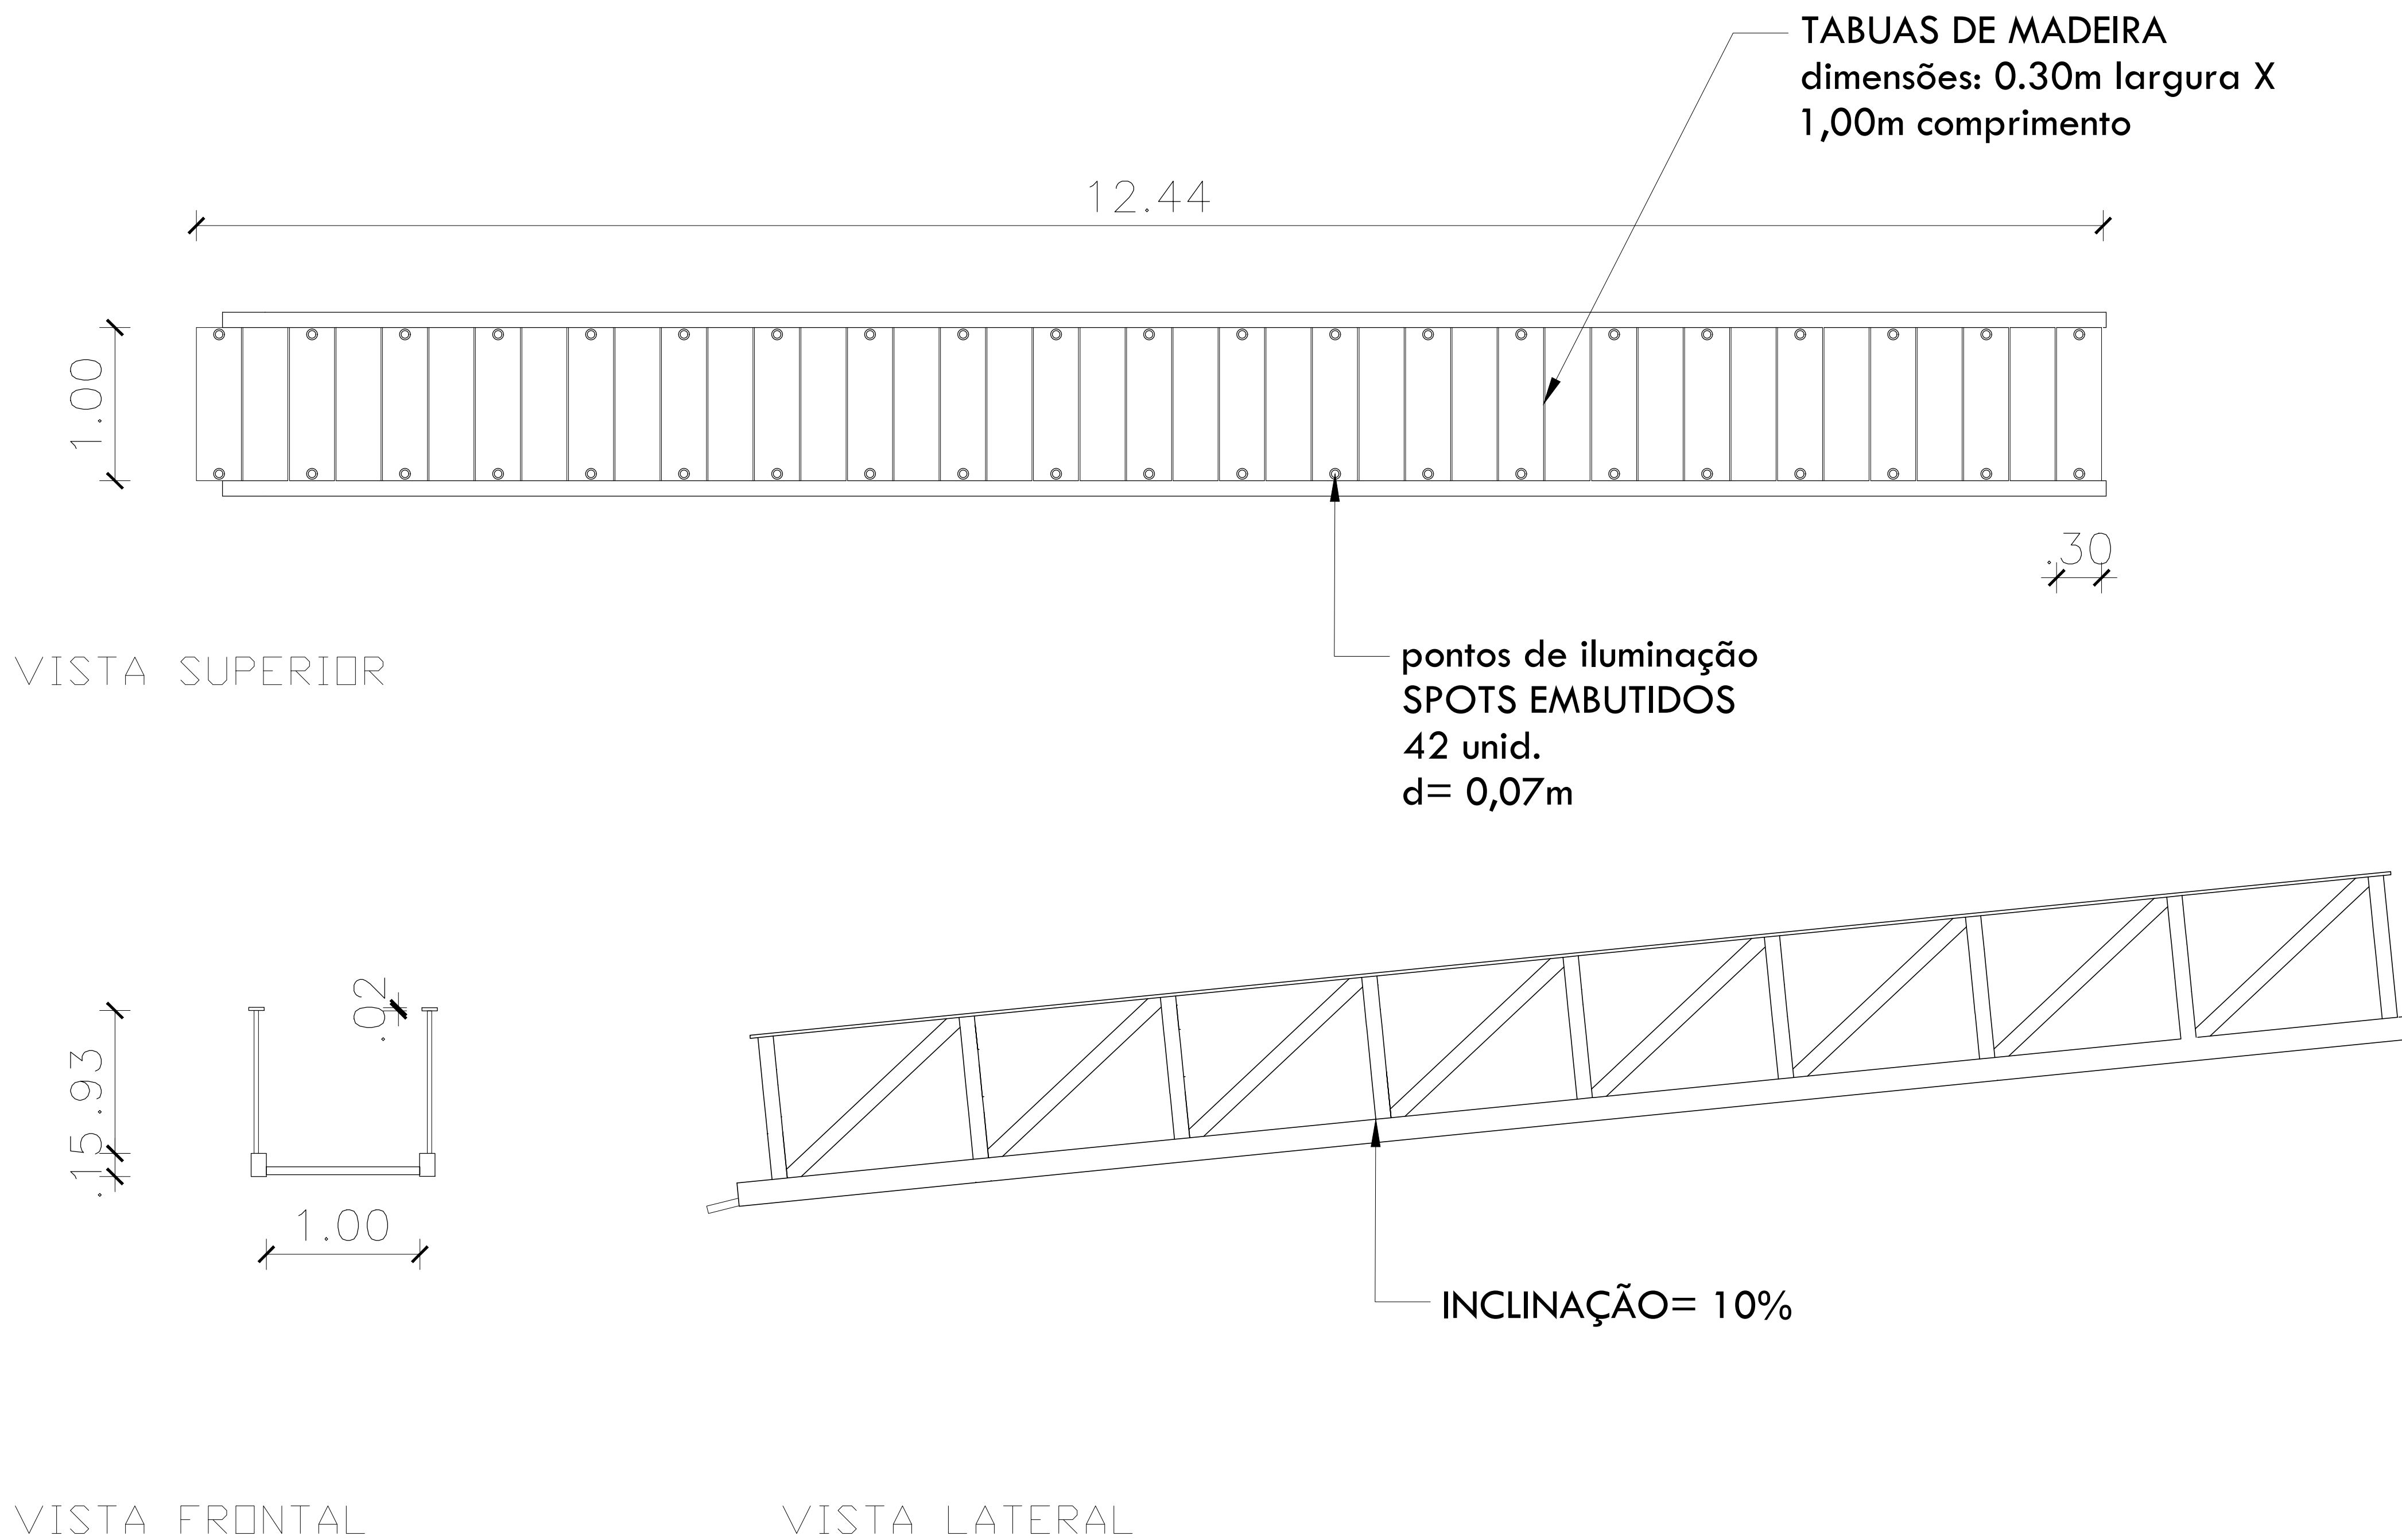 TABUAS DE MADEIRA
dimensões: 0.30m largura X
1,00m comprimento
12.44
1.00
.30
pontos de iluminação
SPOTS EMBUTIDOS
42 unid.
d= 0,07m
VISTA SUPERIOR
.02
.93
.15
1.00
INCLINAÇÃO= 10%
VISTA FRONTAL
VISTA LATERAL